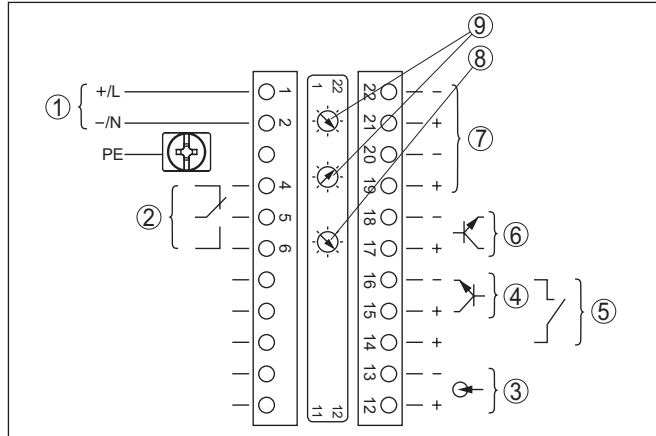 ⑨
⑧
① +/L 1 1 22 22 −
−/N 2 21 + ⑦
PE 20 −
② 4 19 +
5 18 − ⑥
6 17 +
16 − ④
15 + ⑤
14 +
13 − ③
11 12 12 +